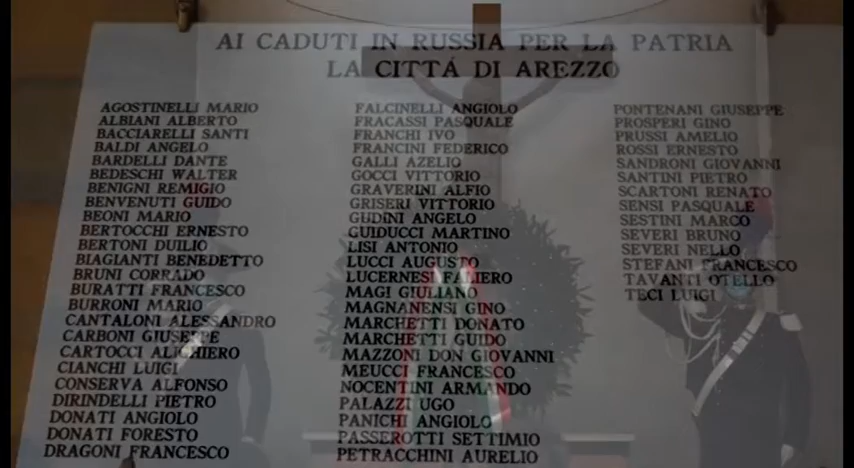 AI CADUTI IN RUSSIA PER LA PATRIA
LA CITTÁ DI AREZZO
AGOSTINELLI MARIO
ALBIANI ALBERTO
BACCIARELLI SANTI
BALDI ANGELO
BARDELLI DANTE
BEDESCHI WALTER
BENIGNI REMIGIO
BENVENUTI GUIDO
BEONI MARIO
BERTOCCHI ERNESTO
BERTONI DUILIO
BIAGIANTI BENEDETTO
BRUNI CORRADO
BURATTI FRANCESCO
BURRONI MARIO
CANTALONI ALESSANDRO
CARBONI GIUSEPPE
CARTOCCI ALIGHIERO
CIANCHI LUIGI
CONSERVA ALFONSO
DIRINDELLI PIETRO
DONATI ANGIOLO
DONATI FORESTO
DRAGONI FRANCESCO
FALCINELLI ANGIOLO
FRACASSI PASQUALE
FRANCHI IVO
FRANCINI FEDERICO
GALLI AZELIO
GOCCI VITTORIO
GRAVERINI ALFIO
GRISERI VITTORIO
GUDINI ANGELO
GUIDUCCI MARTINO
LISI ANTONIO
LUCCI AUGUSTO
LUCERNESI FALIERO
MAGI GIULIANO
MAGNANENSI GINO
MARCHETTI DONATO
MARCHETTI GUIDO
MAZZONI DON GIOVANNI
MEUCCI FRANCESCO
NOCENTINI ARMANDO
PALAZZI UGO
PANICHI ANGIOLO
PASSEROTTI SETTIMIO
PETRACCHINI AURELIO
PONTENANI GIUSEPPE
PROSPERI GINO
PRUSSI AMELIO
ROSSI ERNESTO
SANDRONI GIOVANNI
SANTINI PIETRO
SCARTONI RENATO
SENSI PASQUALE
SESTINI MARCO
SEVERI BRUNO
SEVERI NELLO
STEFANI FRANCESCO
TAVANTI OTELLO
TECI LUIGI